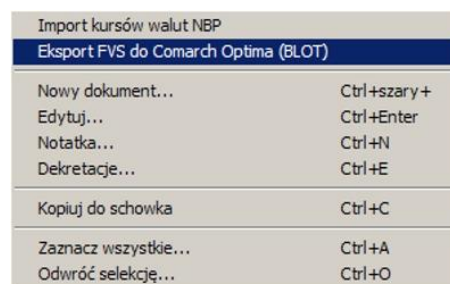 Import kursów walut NBP
Eksport FVS do Comarch Optima (BLOT)
Nowy dokument... Ctrl+szary+
Edytuj... Ctrl+Enter
Notatka... Ctrl+N
Dekretacje... Ctrl+E
Kopiuj do schowka Ctrl+C
Zaznacz wszystkie... Ctrl+A
Odwróć selekcję... Ctrl+O